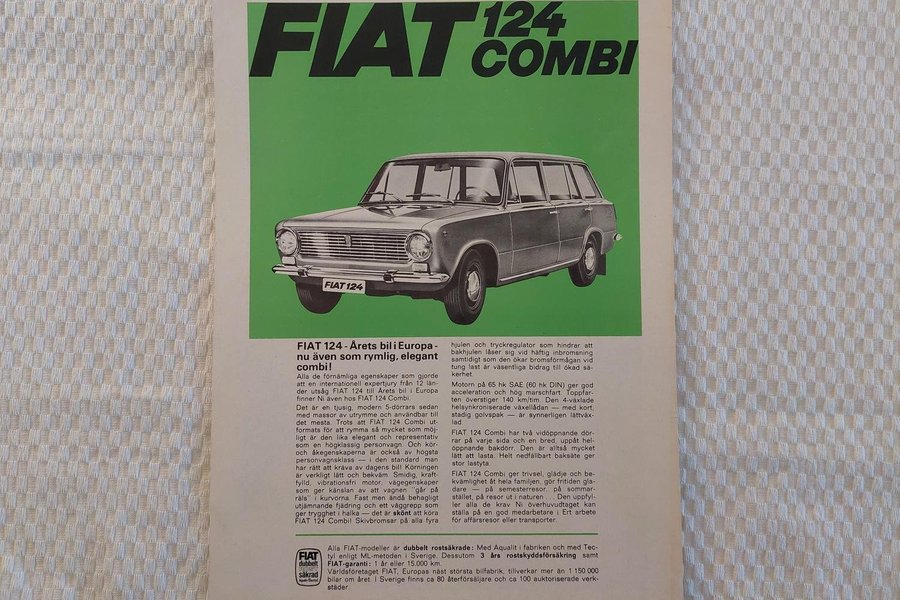 FIAT 124
COMBI
FIAT 124
FIAT 124 - Årets bil i Europa -
nu även som rymlig, elegant
combi!
Alla de förnämliga egenskaper som gjorde
att en internationell expertjury från 12 län-
der utsåg FIAT 124 till Årets bil i Europa
finner Ni även hos FIAT 124 Combi.
Det är en tjusig, modern 5-dörrars sedan
med massor av utrymme och användbar till
det mesta. Trots att FIAT 124 Combi ut-
formats för att rymma så mycket som möj-
ligt är den lika elegant och representativ
som en högklassig personvagn. Och kör-
och åkegenskaperna är också av högsta
personvagnsklass — i den standard man
har rätt att kräva av dagens bil! Körningen
är verkligt lätt och bekväm. Smidig, kraft-
fylld, vibrationsfri motor, vägegenskaper
som ger känslan av att vagnen "går på
räls" i kurvorna. Fast men ändå behagligt
utjämnande fjädring och ett väggrepp som
ger trygghet i halka — det är skönt att köra
FIAT 124 Combi! Skivbromsar på alla fyra
hjulen och tryckregulator som hindrar att
bakhjulen låser sig vid häftig inbromsning
samtidigt som den ökar bromsförmågan vid
tung last är väsentliga bidrag till ökad sä-
kerhet.
Motorn på 65 hk SAE (60 hk DIN) ger god
acceleration och hög marschfart. Toppfar-
ten överstiger 140 km/tim. Den 4-växlade
helsynkroniserade växellådan — med kort,
stadig golvspak — är synnerligen lättväx-
lad.
FIAT 124 Combi har två vidöppnande dör-
rar på varje sida och en bred, uppåt hel-
öppnande bakdörr. Den är alltså mycket
lätt att lasta. Helt nedfällbart baksäte ger
stor lastyta.
FIAT 124 Combi ger trivsel, glädje och be-
kvämlighet åt hela familjen, gör fritiden gla-
dare — på semesterresor, på sommar-
stället, på resor ut i naturen... Den uppfyl-
ler alla de krav Ni överhuvudtaget kan
ställa på en god medarbetare i Ert arbete
för affärsresor eller transporter.
FIAT
dubbelt
rost
säkrad
Alla FIAT-modeller är dubbelt rostsäkrade: Med Aqualit i fabriken och med Tec-
tyl enligt ML-metoden i Sverige. Dessutom 3 års rostskyddsförsäkring samt
FIAT-garanti: 1 år eller 15.000 km.
Världsföretaget FIAT, Europas näst största bilfabrik, tillverkar mer än 1 150 000
bilar om året. I Sverige finns ca 80 återförsäljare och ca 100 auktoriserade verk-
städer.